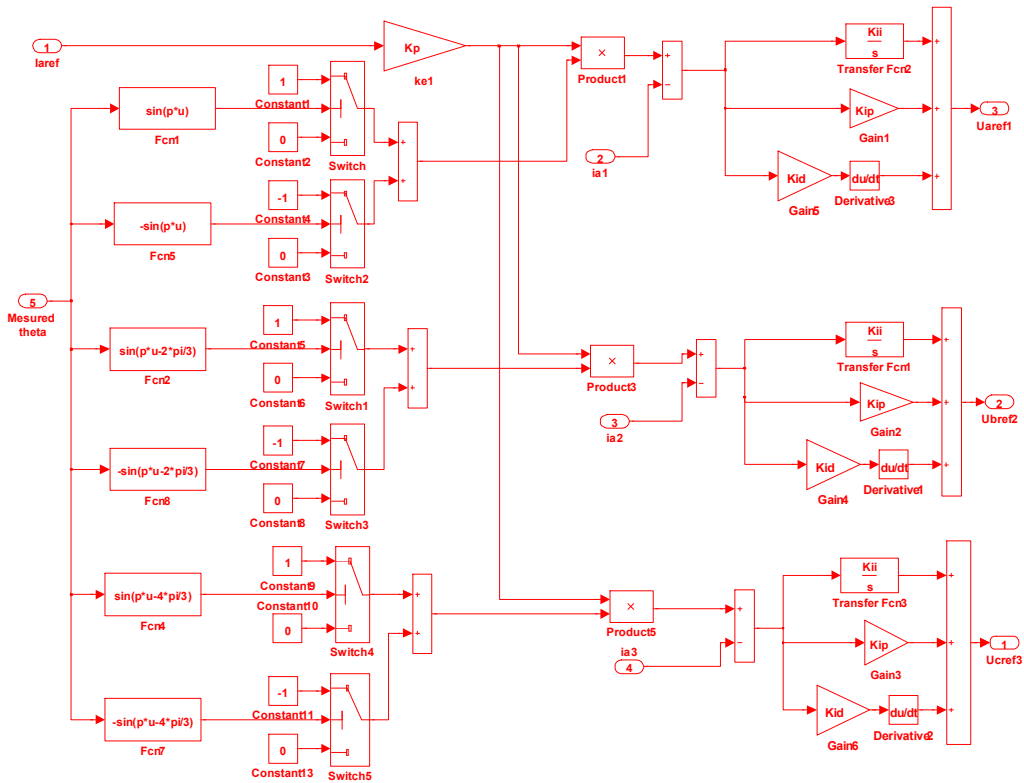 1
Iaref
Kp
ke1
×
Product1
+
−
Kii
s
Transfer Fcn2
+
Kip
Gain1
+
3
Uaref1
Kid
Gain5
du/dt
Derivative3
+
2
ia1
sin(p*u)
Fcn1
1
Constant1
0
Constant2
Switch
+
+
-sin(p*u)
Fcn5
-1
Constant4
0
Constant3
Switch2
5
Mesured
theta
sin(p*u-2*pi/3)
Fcn2
1
Constant5
0
Constant6
Switch1
+
+
×
Product3
+
−
3
ia2
Kii
s
Transfer Fcn1
+
Kip
Gain2
+
2
Ubref2
Kid
Gain4
du/dt
Derivative1
+
-sin(p*u-2*pi/3)
Fcn8
-1
Constant7
0
Constant8
Switch3
sin(p*u-4*pi/3)
Fcn4
1
Constant9
Constant10
0
Switch4
+
+
×
Product5
+
−
ia3
4
Kii
s
Transfer Fcn3
+
Kip
Gain3
+
1
Ucref3
Kid
Gain6
du/dt
Derivative2
+
-sin(p*u-4*pi/3)
Fcn7
-1
Constant11
0
Constant13
Switch5